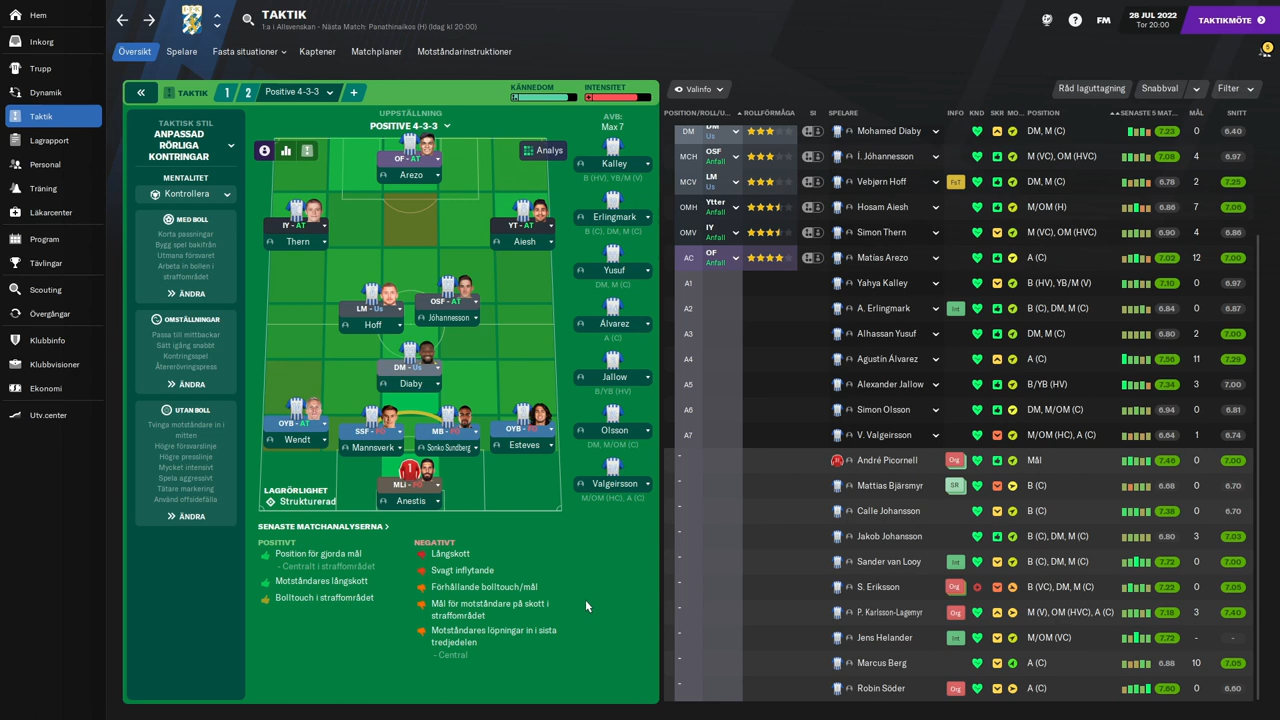 Hem
Inkorg
Trupp
Dynamik
Taktik
Lagrapport
Personal
Träning
Läkarcenter
Program
Tävlingar
Scouting
Övergångar
Klubbinfo
Klubbvisioner
Ekonomi
Utv.center
TAKTIK
1:a i Allsvenskan - Nästa Match: Panathinaikos (H) (Idag kl 20:00)
FM
28 JUL 2022
Tor 20:00
TAKTIKMÖTE
Översikt Spelare Fasta situationer Kaptener Matchplaner Motståndarinstruktioner
TAKTIK 1 2 Positive 4-3-3
KÄNNEDOM INTENSITET
TAKTISK STIL
ANPASSAD
RÖRLIGA
KONTRINGAR
MENTALITET
Kontrollera
MED BOLL
Korta passningar
Bygg spel bakifrån
Utmana försvaret
Arbeta in bollen i
straffområdet
ÄNDRA
OMSTÄLLNINGAR
Passa till mittbackar
Sätt igång snabbt
Kontringsspel
Återerövringspress
ÄNDRA
UTAN BOLL
Tvinga motståndare in i
mitten
Högre försvarslinje
Högre presslinje
Mycket intensivt
Spela aggressivt
Tätare markering
Använd offsidefälla
ÄNDRA
UPPSTÄLLNING
POSITIVE 4-3-3
Analys
OF - AT
Arezo
IY - AT
Thern
YT - AT
Aiesh
LM - Us
Hoff
OSF - AT
Jóhannesson
DM - Us
Diaby
OYB - AT
Wendt
SSF - FÖ
Mannsverk
MB - FÖ
Sonko Sundberg
OYB - FÖ
Esteves
1
MLi - FÖ
Anestis
LAGRÖRLIGHET
Strukturerad
AVB:
Max 7
Kalley
B (HV), YB/M (V)
Erlingmark
B (C), DM, M (C)
Yusuf
DM, M (C)
Álvarez
A (C)
Jallow
B/YB (HV)
Olsson
DM, M/OM (C)
Valgeirsson
M/OM (HC), A (C)
SENASTE MATCHANALYSERNA
POSITIVT
Position för gjorda mål
- Centralt i straffområdet
Motståndares långskott
Bolltouch i straffområdet
NEGATIVT
Långskott
Svagt inflytande
Förhållande bolltouch/mål
Mål för motståndare på skott i
straffområdet
Motståndares löpningar in i sista
tredjedelen
- Central
Valinfo Råd laguttagning Snabbval Filter
POSITION/ROLL/U... ROLLFÖRMÅGA SI SPELARE INFO KND SKR MO... POSITION SENASTE 5 MAT... MÅL SNITT
DM DM Us Mohamed Diaby DM, M (C) 7.23 0 6.40
MCH OSF Anfall I. Jóhannesson M (VC), OM (HVC) 7.08 4 6.97
MCV LM Us Vebjørn Hoff FsT DM, M (C) 6.78 2 7.25
OMH Ytter Anfall Hosam Aiesh M/OM (H) 6.86 7 7.06
OMV IY Anfall Simon Thern M (VC), OM (HVC) 6.90 4 6.86
AC OF Anfall Matías Arezo A (C) 7.02 12 7.00
A1 Yahya Kalley B (HV), YB/M (V) 7.10 0 6.97
A2 A. Erlingmark Int B (C), DM, M (C) 6.84 0 6.87
A3 Alhassan Yusuf DM, M (C) 6.80 2 7.00
A4 Agustín Álvarez A (C) 7.56 11 7.29
A5 Alexander Jallow B/YB (HV) 7.34 3 7.00
A6 Simon Olsson DM, M/OM (C) 6.94 0 6.81
A7 V. Valgeirsson M/OM (HC), A (C) 6.64 1 6.74
- André Picornell Org Mål 7.46 0 7.00
- Mattias Bjärsmyr SR B (C) 6.68 0 6.70
- Calle Johansson B (C) 7.38 0 6.70
- Jakob Johansson B (C), DM, M (C) 6.80 3 7.03
- Sander van Looy Int B (C), DM, M (C) 7.22 0 7.00
- S. Eriksson Org B (VC), DM, M (C) 7.22 0 7.05
- P. Karlsson-Lagemyr Org M (V), OM (HVC), A (C) 7.18 3 7.40
- Jens Helander Int M/OM (VC) 7.72 - -
- Marcus Berg A (C) 6.88 10 7.05
- Robin Söder Org A (C) 7.60 0 6.60